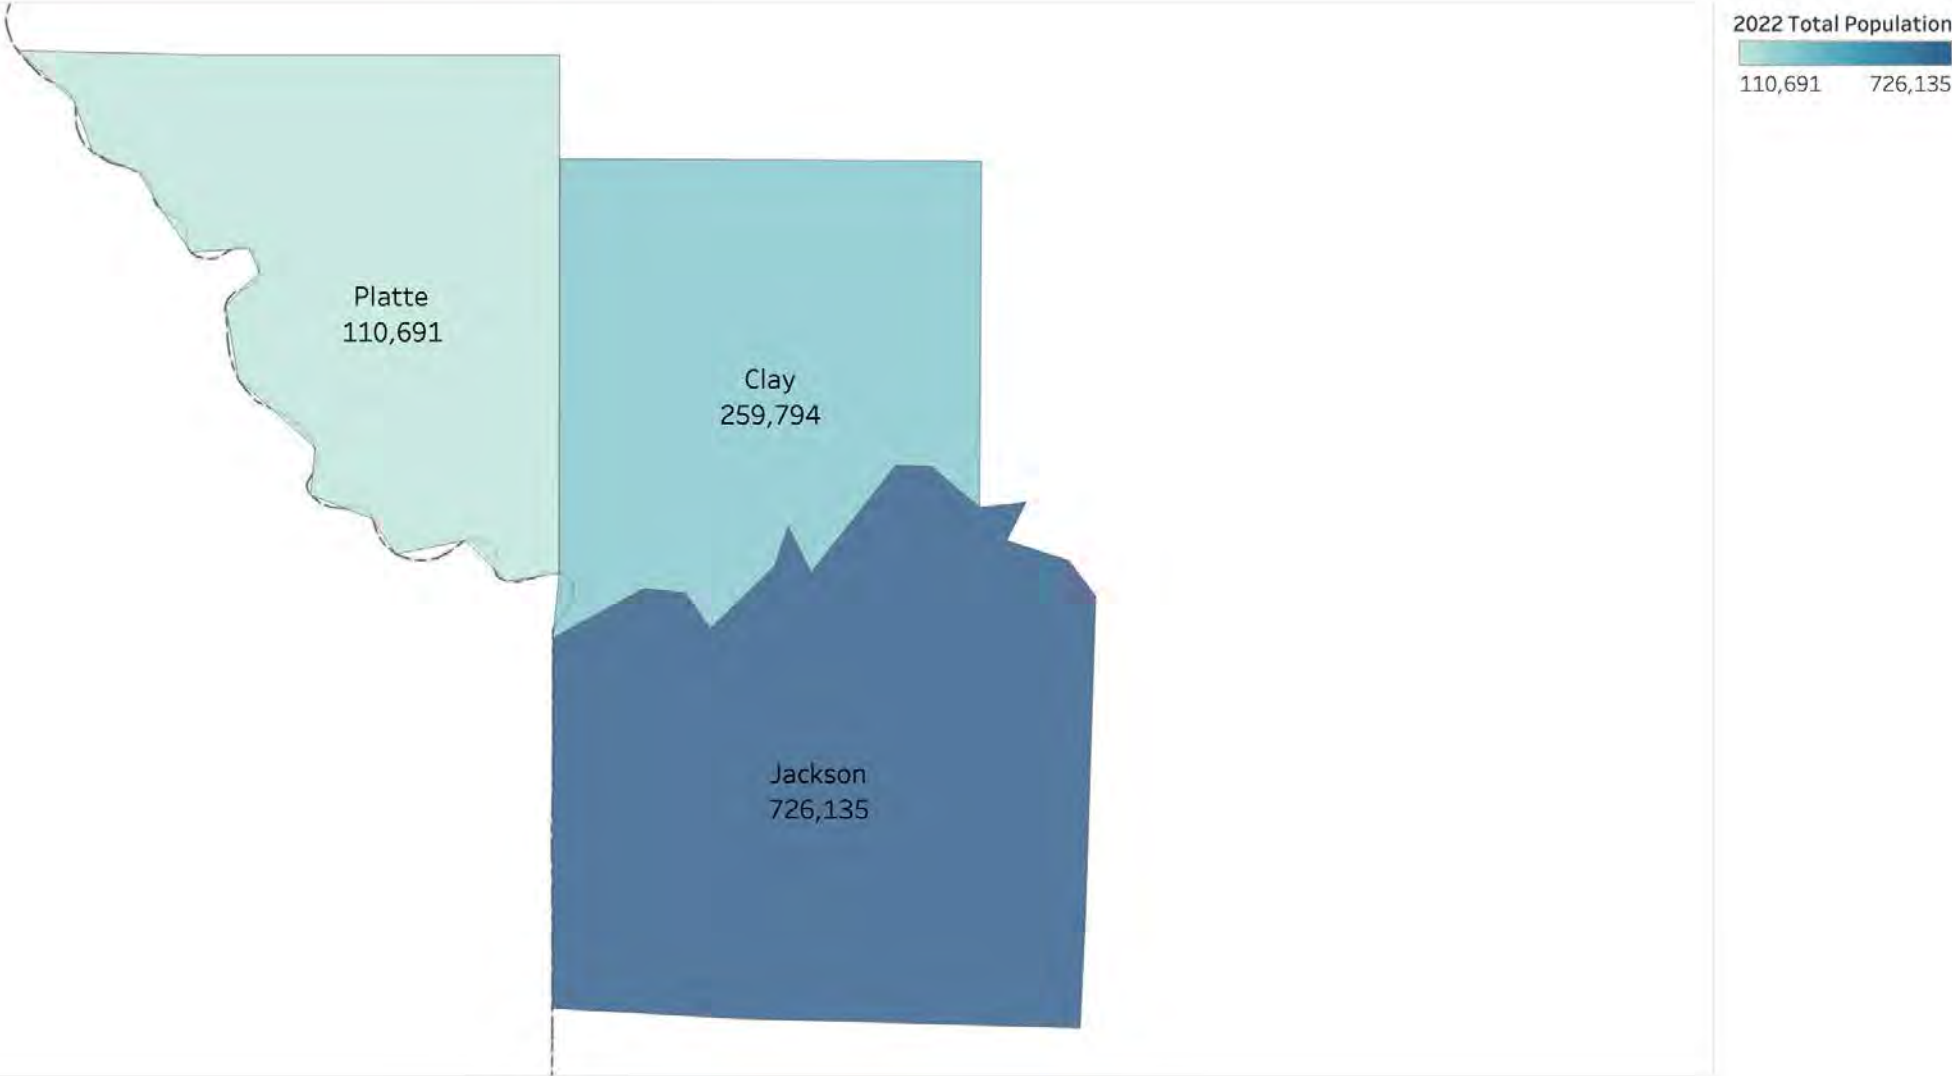 2022 Total Population
110,691 726,135
Platte
110,691
Clay
259,794
Jackson
726,135